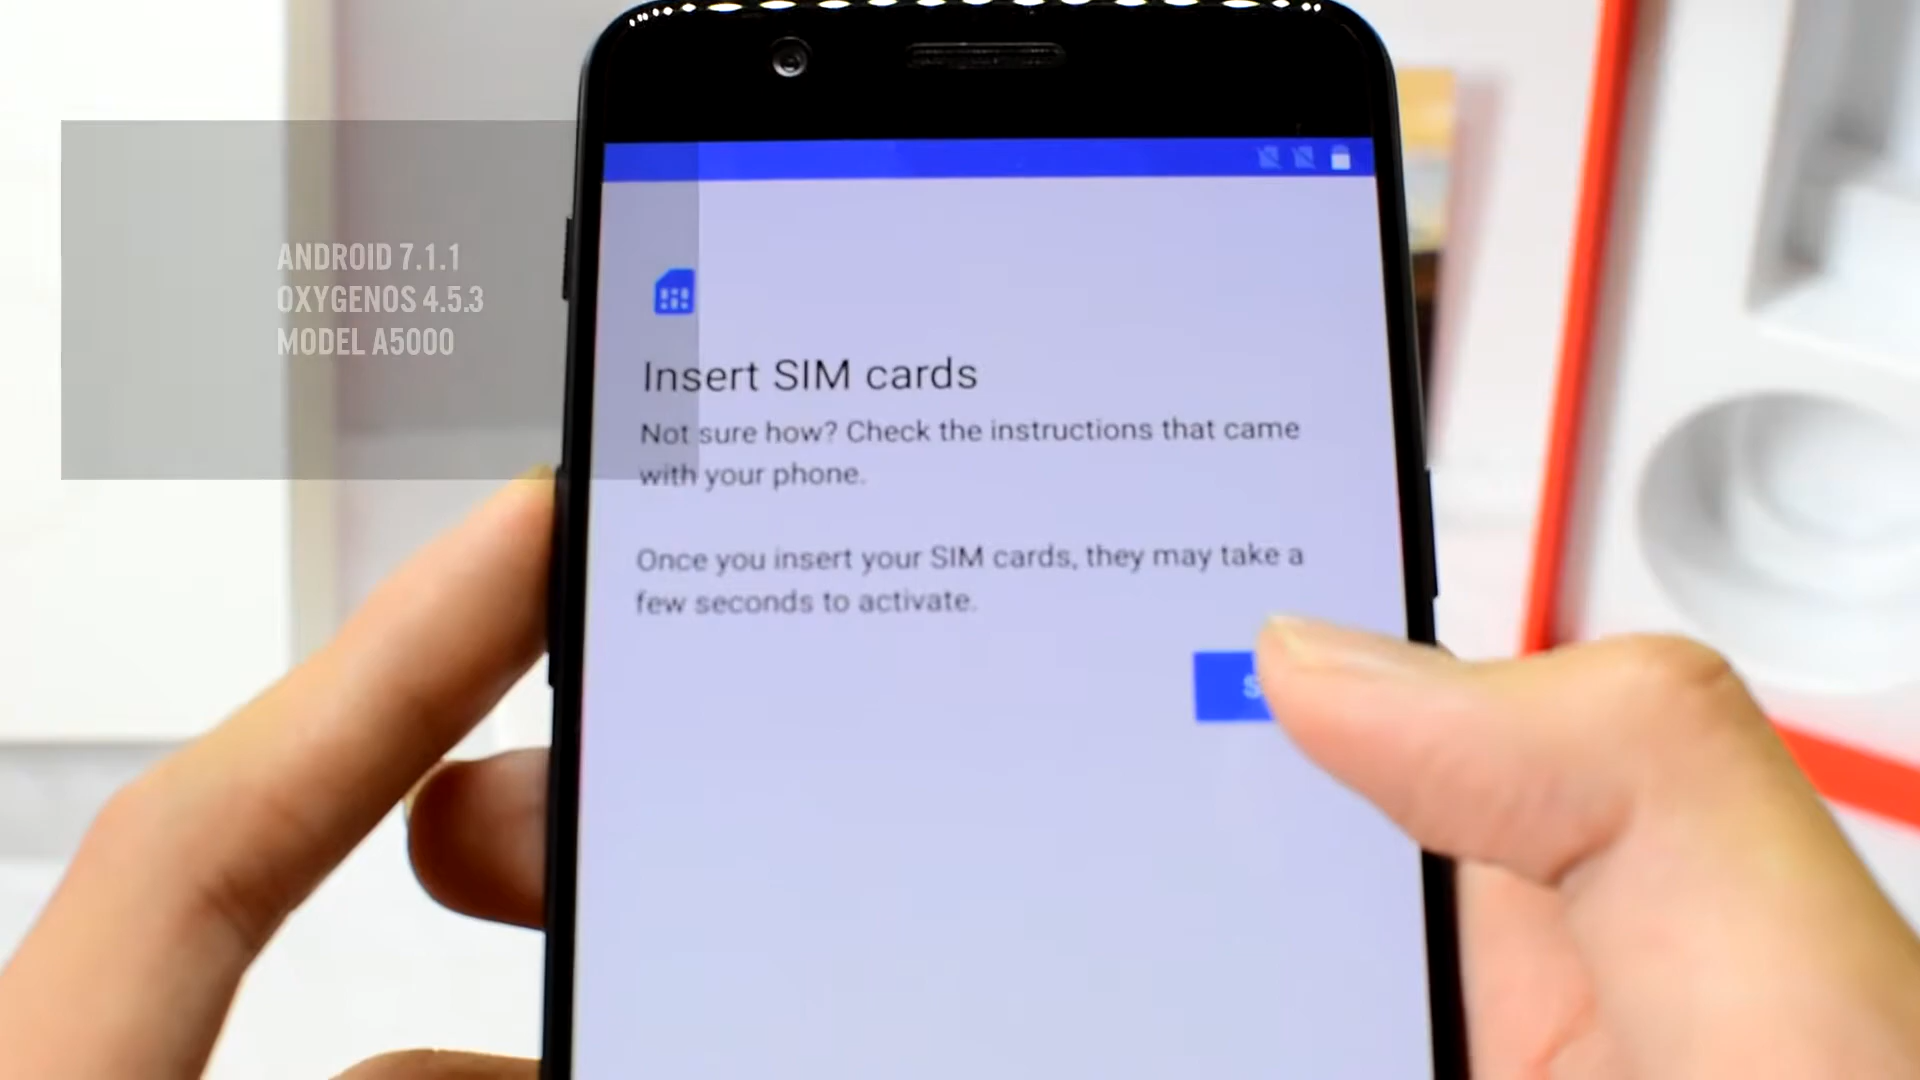 ANDROID 7.1.1
OXYGENOS 4.5.3
MODEL A5000
Insert SIM cards
Not sure how? Check the instructions that came
with your phone.
Once you insert your SIM cards, they may take a
few seconds to activate.